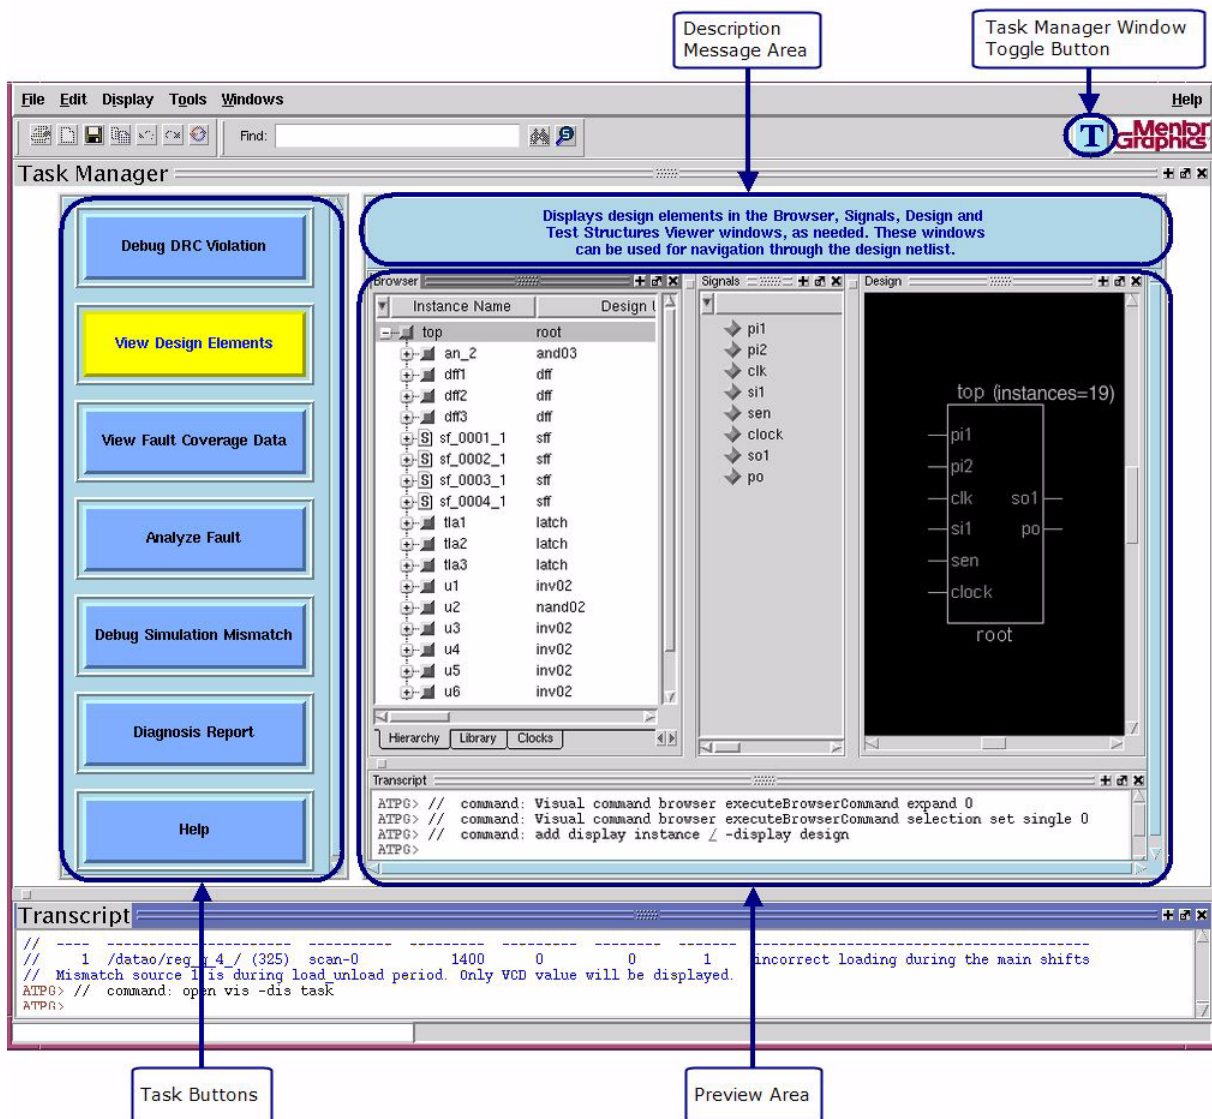 Description
Message Area
Task Manager Window
Toggle Button
File Edit Display Tools Windows Help
Find:
T
Mentor
Graphics
Task Manager
Debug DRC Violation
View Design Elements
View Fault Coverage Data
Analyze Fault
Debug Simulation Mismatch
Diagnosis Report
Help
Displays design elements in the Browser, Signals, Design and
Test Structures Viewer windows, as needed. These windows
can be used for navigation through the design netlist.
Browser
Instance Name Design
top root
an_2 and03
dff1 dff
dff2 dff
dff3 dff
S sf_0001_1 sff
S sf_0002_1 sff
S sf_0003_1 sff
S sf_0004_1 sff
tla1 latch
tla2 latch
tla3 latch
u1 inv02
u2 nand02
u3 inv02
u4 inv02
u5 inv02
u6 inv02
Hierarchy Library Clocks
Signals
pi1
pi2
clk
si1
sen
clock
so1
po
Design
top (instances=19)
pi1
pi2
clk so1
si1 po
sen
clock
root
Transcript
ATPG> // command: Visual command browser executeBrowserCommand expand 0
ATPG> // command: Visual command browser executeBrowserCommand selection set single 0
ATPG> // command: add display instance / -display design
ATPG>
Transcript
// ---- --------------------- ---------- --------- -------- -------- ------- ----------------------------------
// 1 /datao/reg_q_4_/ (325) scan-0 1400 0 0 1 incorrect loading during the main shifts
// Mismatch source 1 is during load_unload period. Only VCD value will be displayed.
ATPG> // command: open vis -dis task
ATPG>
Task Buttons
Preview Area